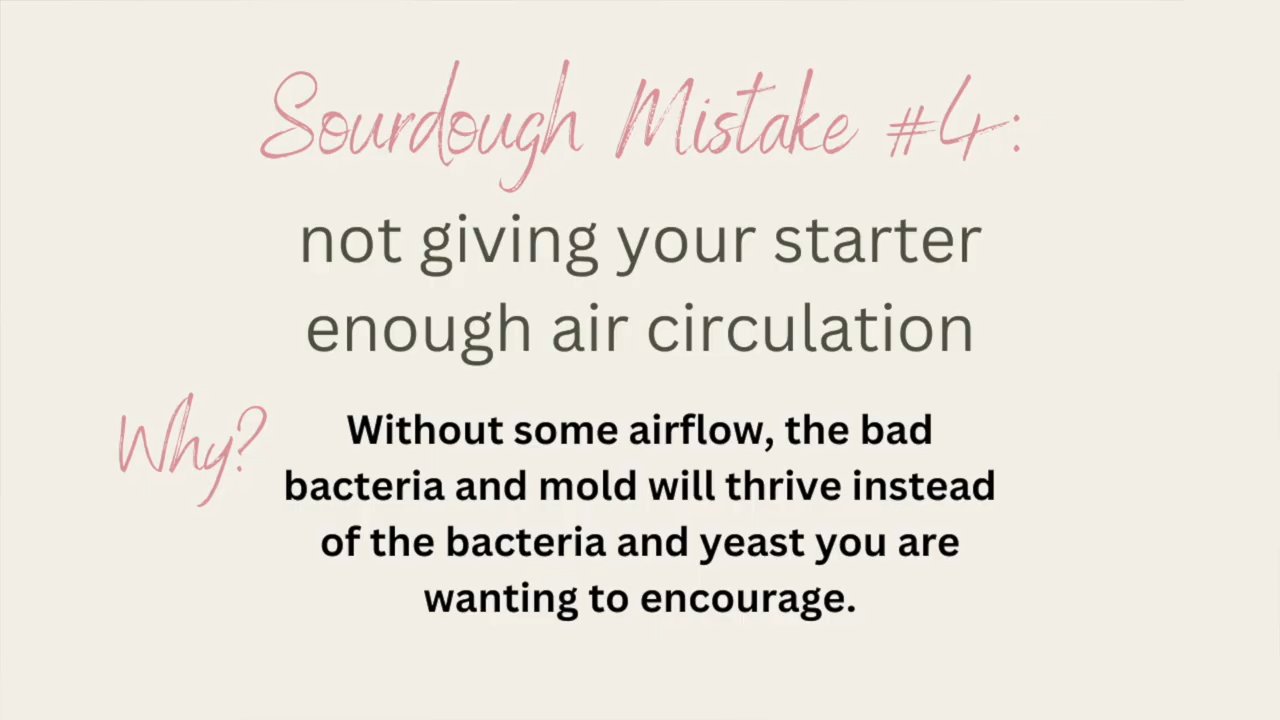 Sourdough Mistake #4:
not giving your starter
enough air circulation
Why?
Without some airflow, the bad
bacteria and mold will thrive instead
of the bacteria and yeast you are
wanting to encourage.